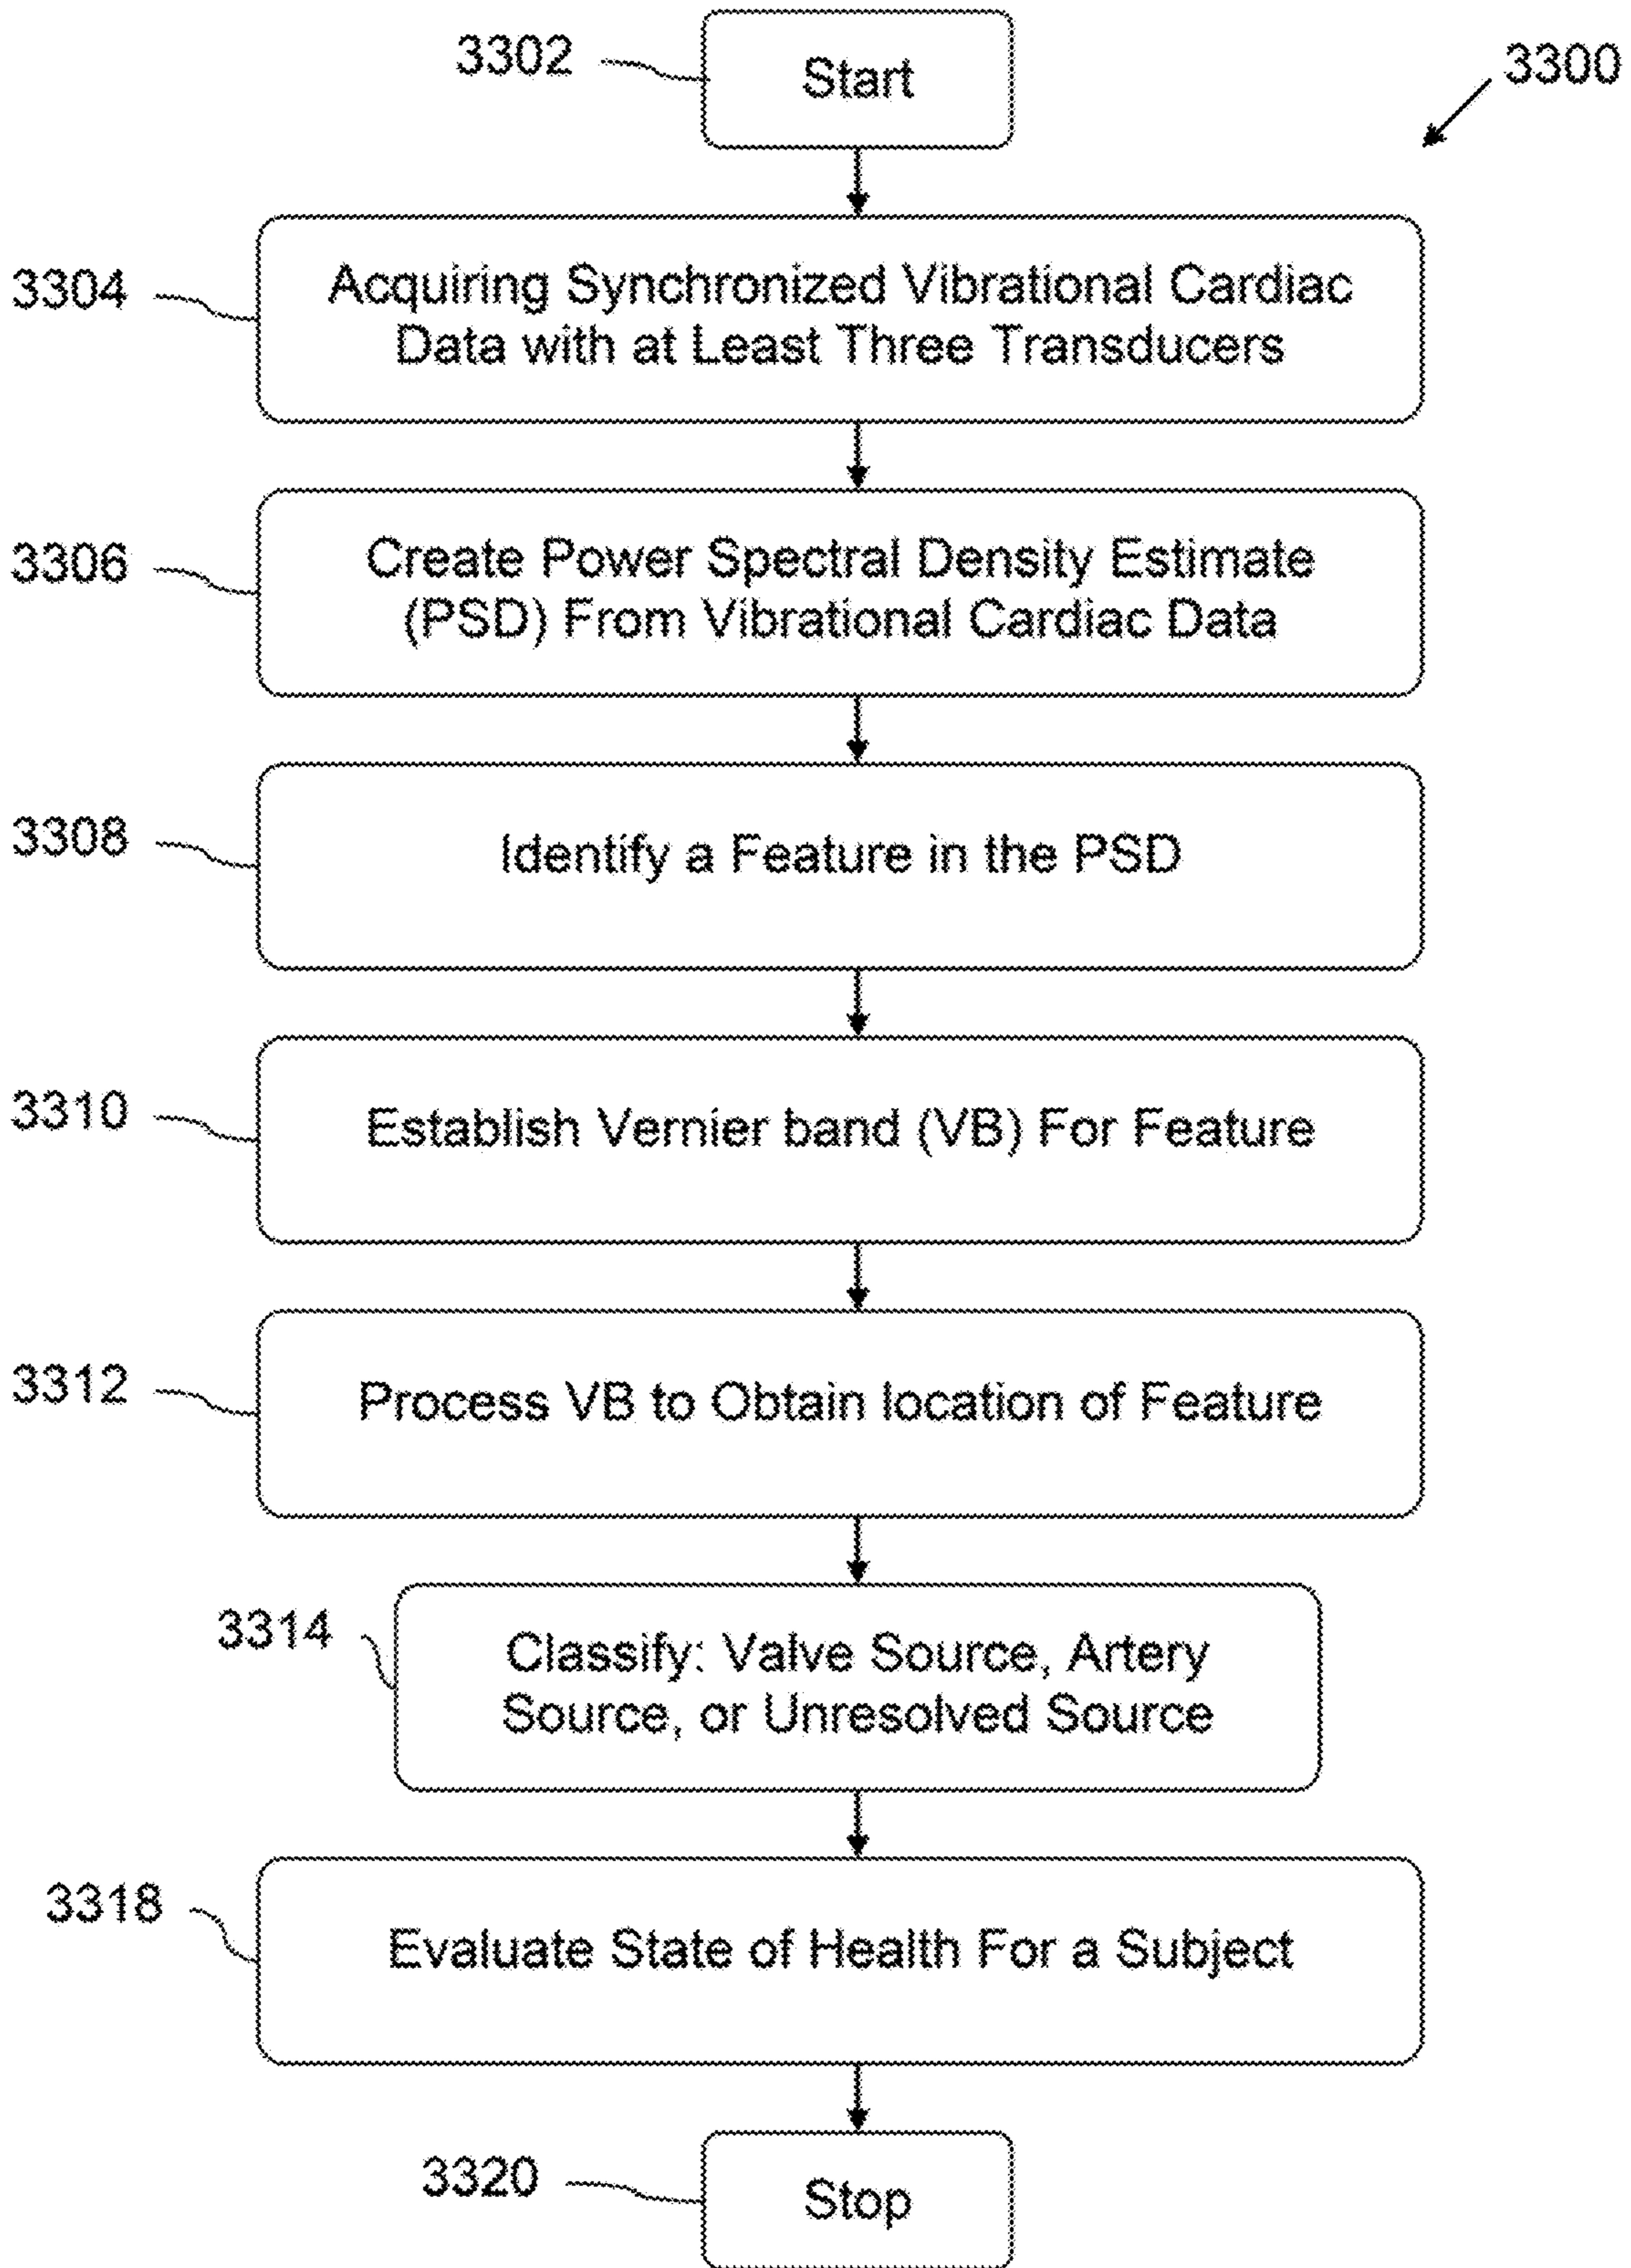 3302
Start
3300
3304
Acquiring Synchronized Vibrational Cardiac
Data with at Least Three Transducers
3306
Create Power Spectral Density Estimate
(PSD) From Vibrational Cardiac Data
3308
Identify a Feature in the PSD
3310
Establish Vernier band (VB) For Feature
3312
Process VB to Obtain location of Feature
3314
Classify: Valve Source, Artery
Source, or Unresolved Source
3318
Evaluate State of Health For a Subject
3320
Stop